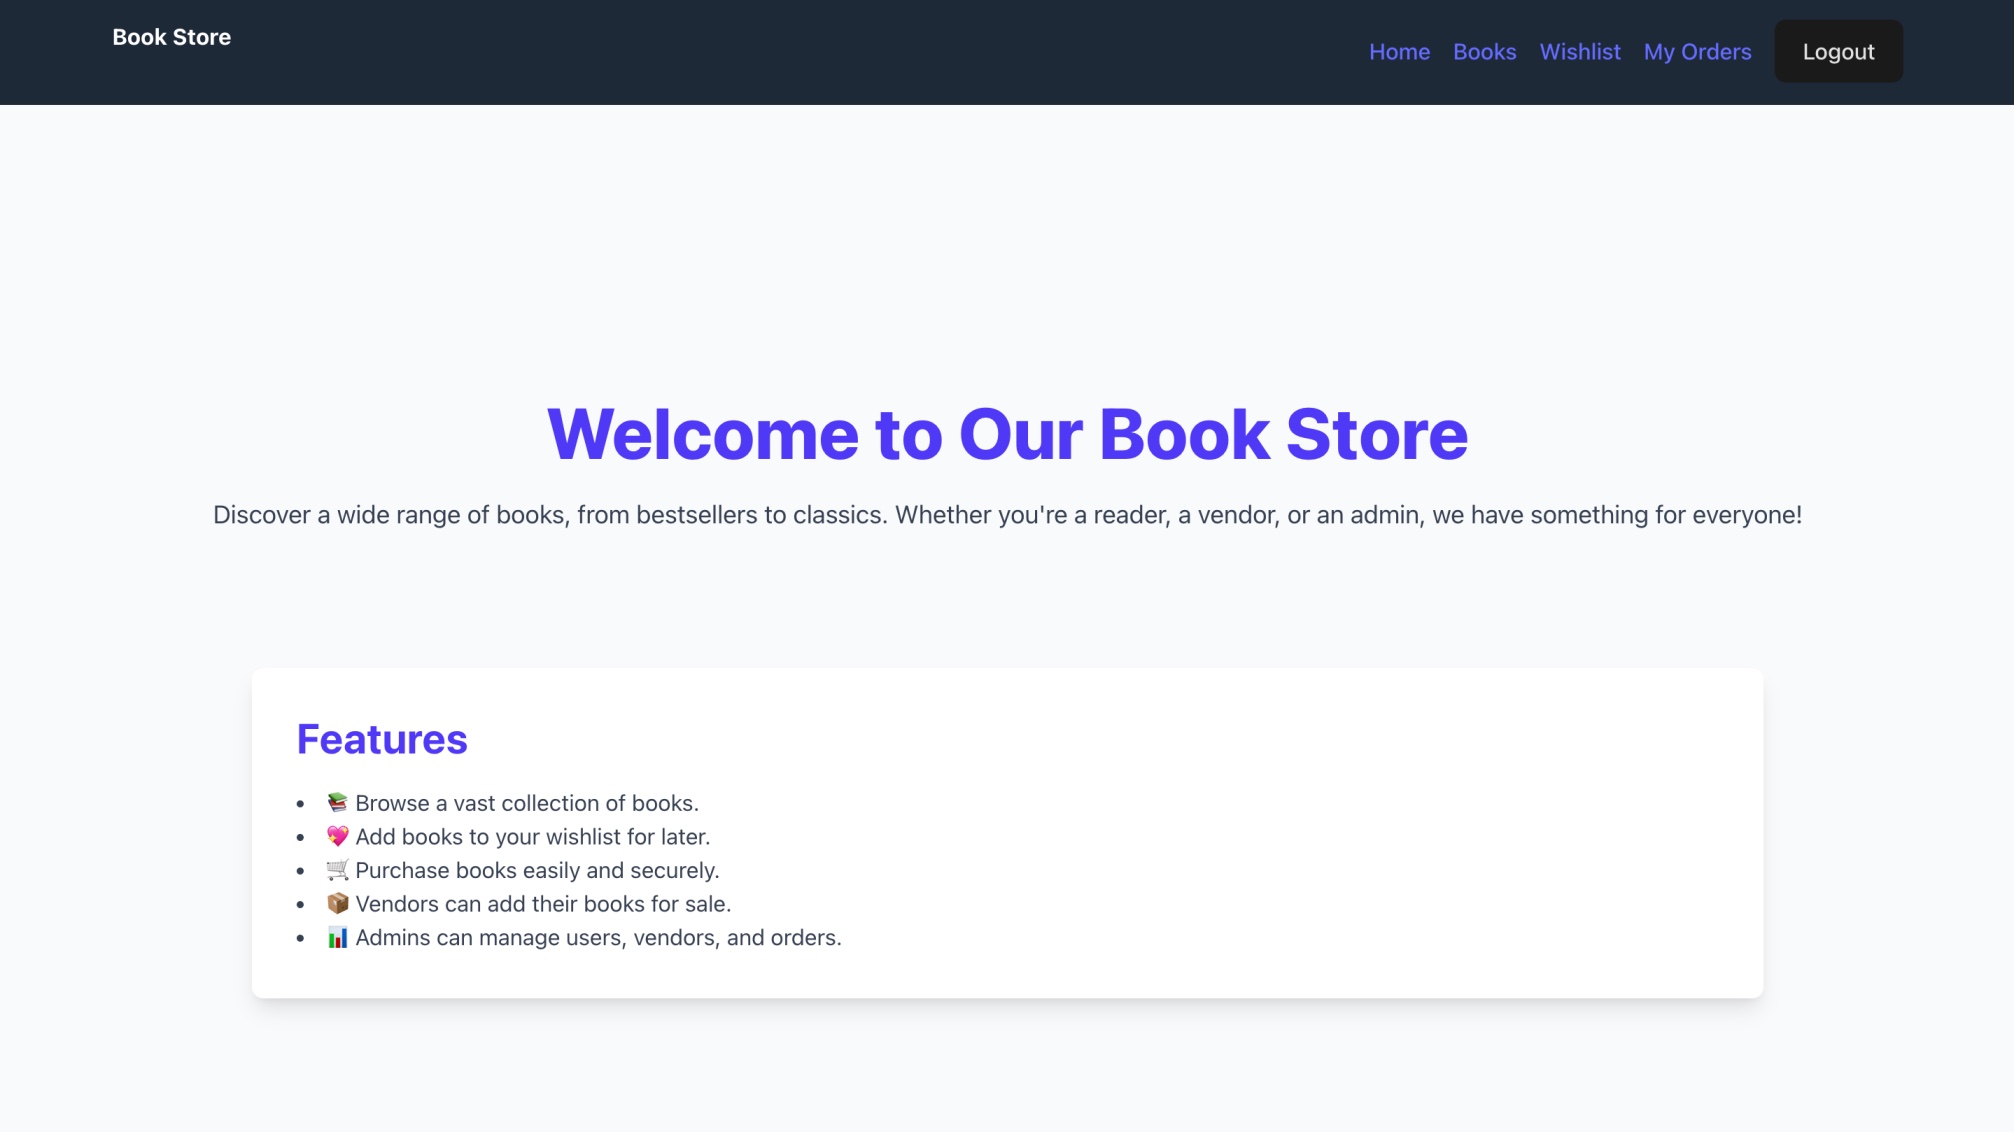 Book Store
Home Books Wishlist My Orders Logout
Welcome to Our Book Store
Discover a wide range of books, from bestsellers to classics. Whether you're a reader, a vendor, or an admin, we have something for everyone!
Features
• 📚 Browse a vast collection of books.
• 💖 Add books to your wishlist for later.
• 🛒 Purchase books easily and securely.
• 📦 Vendors can add their books for sale.
• 📊 Admins can manage users, vendors, and orders.